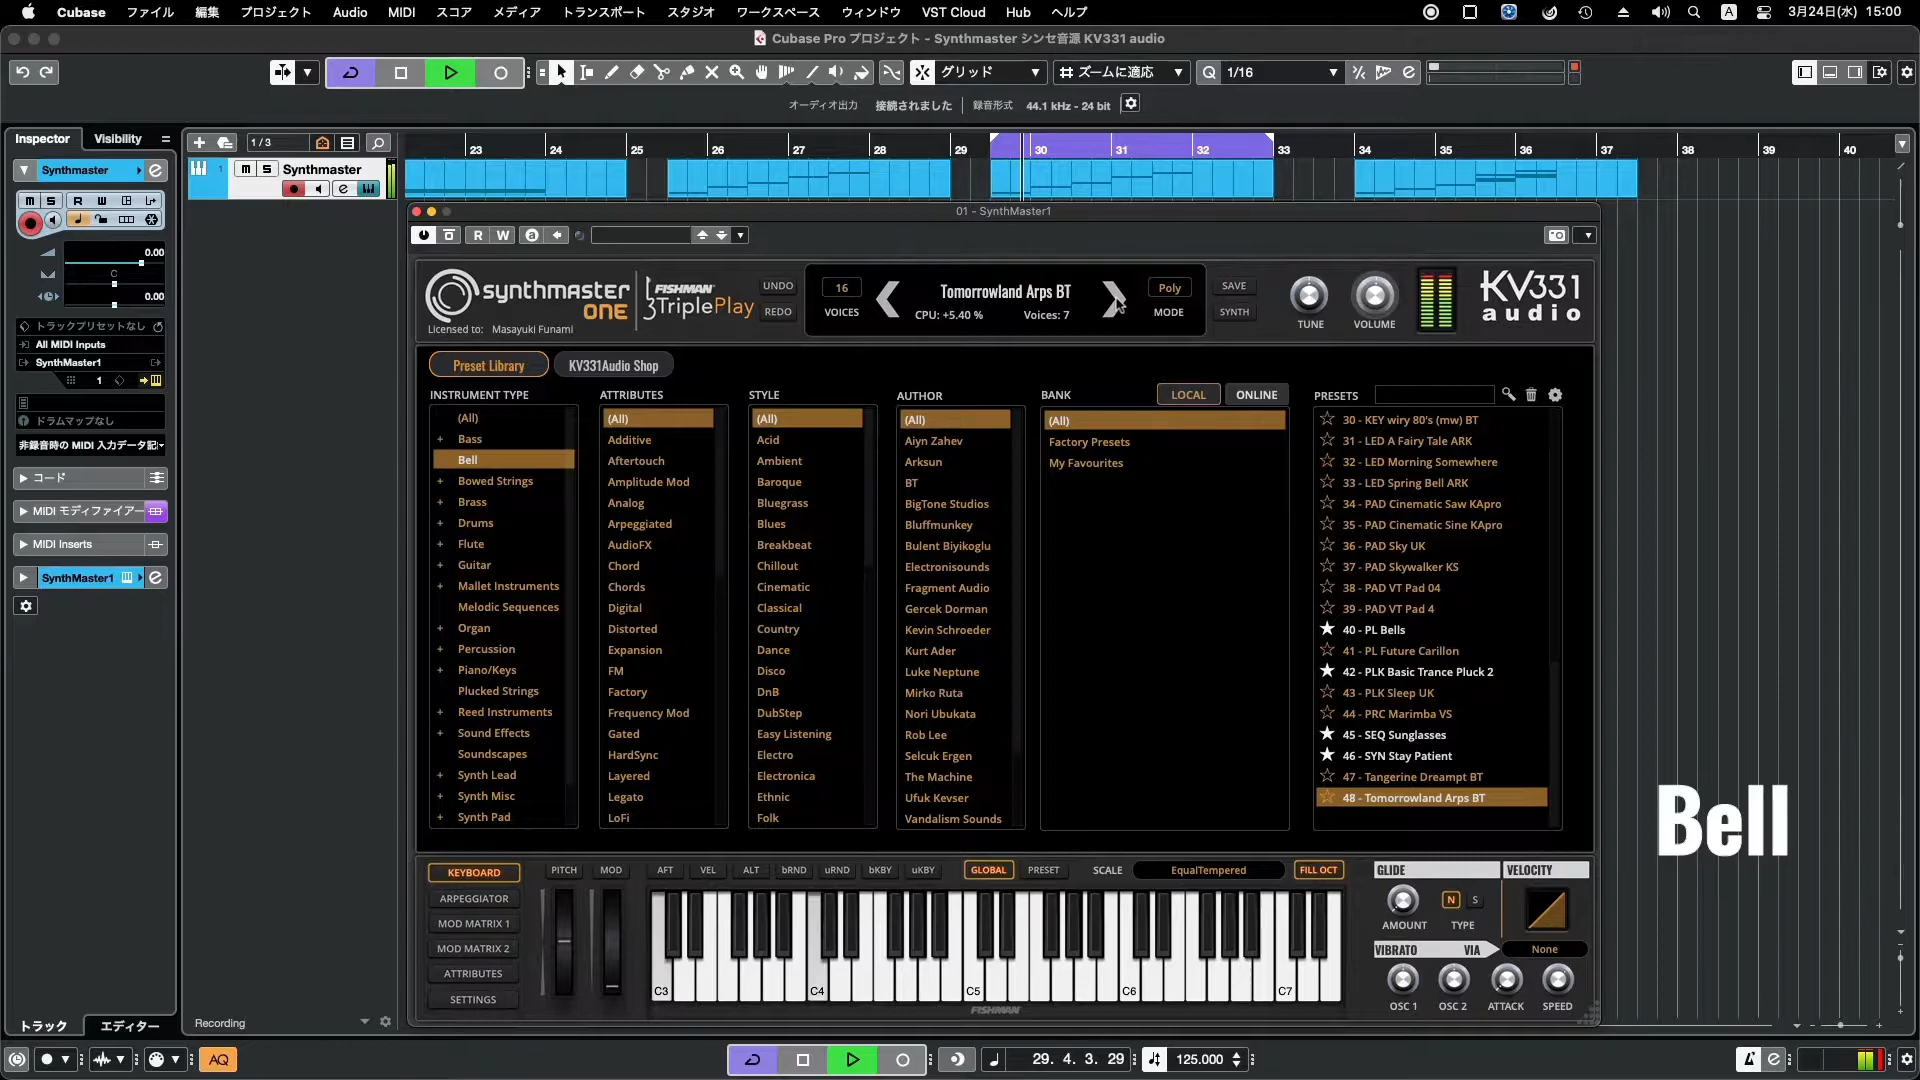 Cubase ファイル 編集 プロジェクト Audio MIDI スコア メディア トランスポート スタジオ ワークスペース ウィンドウ VST Cloud Hub ヘルプ A 3月24日(水) 15:00
Cubase Pro プロジェクト - Synthmaster シンセ音源 KV331 audio
グリッド ズームに適応 Q 1/16
オーディオ出力 接続されました 録音形式 44.1 kHz - 24 bit
Inspector Visibility 1/3
23 24 25 26 27 28 29 30 31 32 33 34 35 36 37 38 39 40
Synthmaster
1 M S Synthmaster
M S R W
0.00
C
0.00
トラックプリセットなし
All MIDI Inputs
SynthMaster1
1
ドラムマップなし
非録音時の MIDI 入力データ記
コード
MIDI モディファイアー
MIDI Inserts
SynthMaster1
トラック エディター
Recording
01 - SynthMaster1
R W
synthmaster ONE
FISHMAN TriplePlay
Licensed to: Masayuki Funami
UNDO
REDO
16
VOICES
Tomorrowland Arps BT
CPU: +5.40 % Voices: 7
Poly
MODE
SAVE
SYNTH
TUNE VOLUME
KV331 audio
Preset Library KV331Audio Shop
INSTRUMENT TYPE
(All)
+ Bass
Bell
+ Bowed Strings
+ Brass
+ Drums
+ Flute
+ Guitar
+ Mallet Instruments
Melodic Sequences
+ Organ
+ Percussion
+ Piano/Keys
Plucked Strings
+ Reed Instruments
+ Sound Effects
Soundscapes
+ Synth Lead
+ Synth Misc
+ Synth Pad
ATTRIBUTES
(All)
Additive
Aftertouch
Amplitude Mod
Analog
Arpeggiated
AudioFX
Chord
Chords
Digital
Distorted
Expansion
FM
Factory
Frequency Mod
Gated
HardSync
Layered
Legato
LoFi
STYLE
(All)
Acid
Ambient
Baroque
Bluegrass
Blues
Breakbeat
Chillout
Cinematic
Classical
Country
Dance
Disco
DnB
DubStep
Easy Listening
Electro
Electronica
Ethnic
Folk
AUTHOR
(All)
Aiyn Zahev
Arksun
BT
BigTone Studios
Bluffmunkey
Bulent Biyikoglu
Electronisounds
Fragment Audio
Gercek Dorman
Kevin Schroeder
Kurt Ader
Luke Neptune
Mirko Ruta
Nori Ubukata
Rob Lee
Selcuk Ergen
The Machine
Ufuk Kevser
Vandalism Sounds
BANK LOCAL ONLINE
(All)
Factory Presets
My Favourites
PRESETS
30 - KEY wiry 80's (mw) BT
31 - LED A Fairy Tale ARK
32 - LED Morning Somewhere
33 - LED Spring Bell ARK
34 - PAD Cinematic Saw KApro
35 - PAD Cinematic Sine KApro
36 - PAD Sky UK
37 - PAD Skywalker KS
38 - PAD VT Pad 04
39 - PAD VT Pad 4
40 - PL Bells
41 - PL Future Carillon
42 - PLK Basic Trance Pluck 2
43 - PLK Sleep UK
44 - PRC Marimba VS
45 - SEQ Sunglasses
46 - SYN Stay Patient
47 - Tangerine Dreampt BT
48 - Tomorrowland Arps BT
Bell
KEYBOARD
ARPEGGIATOR
MOD MATRIX 1
MOD MATRIX 2
ATTRIBUTES
SETTINGS
PITCH MOD AFT VEL ALT bRND uRND bKBY uKBY GLOBAL PRESET SCALE EqualTempered FILL OCT
C3 C4 C5 C6 C7
FISHMAN
GLIDE VELOCITY
N S
AMOUNT TYPE
VIBRATO VIA None
OSC 1 OSC 2 ATTACK SPEED
AQ 29. 4. 3. 29 125.000